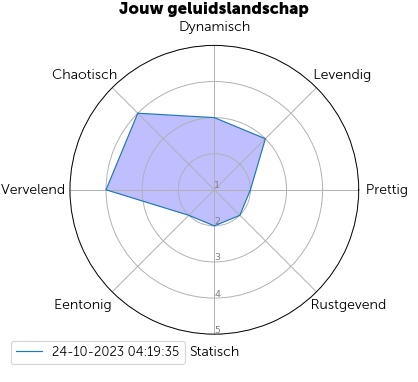 Jouw geluidslandschap
Dynamisch
Chaotisch
Levendig
Vervelend
1
Prettig
2
3
Eentonig
4
Rustgevend
5
24-10-2023 04:19:35
Statisch